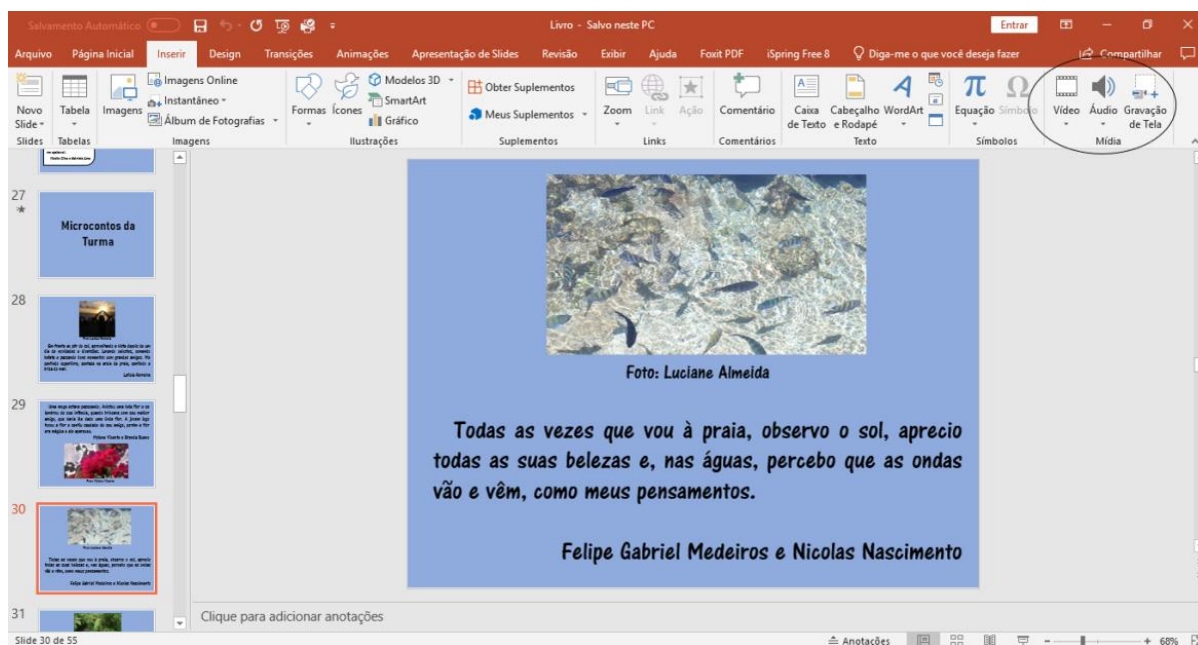 Salvamento Automático
Livro - Salvo neste PC
Entrar
Arquivo Página Inicial Inserir Design Transições Animações Apresentação de Slides Revisão Exibir Ajuda Foxit PDF iSpring Free 8 Diga-me o que você deseja fazer Compartilhar
Novo Slide
Tabela
Imagens
Imagens Online
Instantâneo
Álbum de Fotografias
Formas
Ícones
Modelos 3D
SmartArt
Gráfico
Obter Suplementos
Meus Suplementos
Zoom
Link
Ação
Comentário
Caixa de Texto
Cabeçalho e Rodapé
WordArt
Equação
Símbolo
Vídeo
Áudio
Gravação de Tela
Slides Tabelas Imagens Ilustrações Suplementos Links Comentários Texto Símbolos Mídia
27
Microcontos da
Turma
28
29
30
31
Foto: Luciane Almeida
Todas as vezes que vou à praia, observo o sol, aprecio
todas as suas belezas e, nas águas, percebo que as ondas
vão e vêm, como meus pensamentos.
Felipe Gabriel Medeiros e Nicolas Nascimento
Clique para adicionar anotações
Slide 30 de 55
Anotações
68%